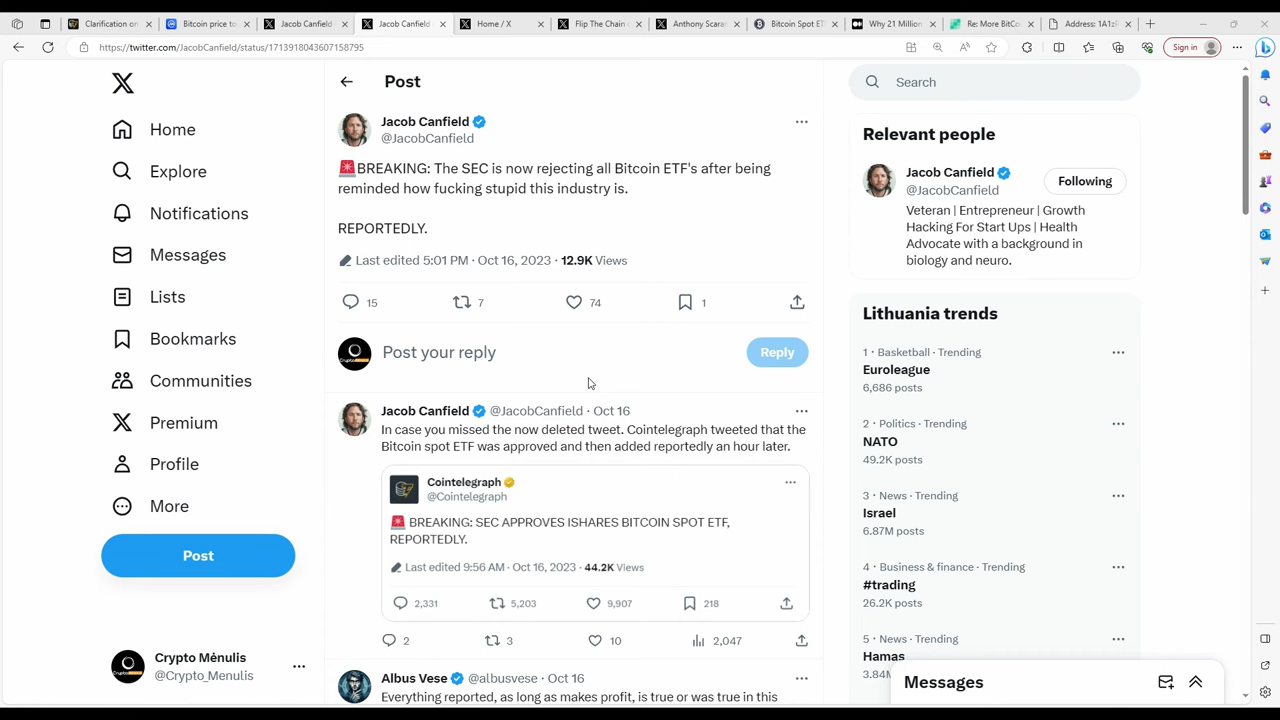 Clarification on
Bitcoin price to
Jacob Canfield
Jacob Canfield
Home / X
Flip The Chain
Anthony Scara
Bitcoin Spot ET
Why 21 Million
Re: More BitCo
Address: 1A1zP
https://twitter.com/JacobCanfield/status/1713918043607158795
Sign in
Home
Explore
Notifications
Messages
Lists
Bookmarks
Communities
Premium
Profile
More
Post
Crypto Mėnulis
@Crypto_Menulis
Post
Jacob Canfield
@JacobCanfield
🚨BREAKING: The SEC is now rejecting all Bitcoin ETF's after being
reminded how fucking stupid this industry is.
REPORTEDLY.
Last edited 5:01 PM · Oct 16, 2023 · 12.9K Views
15 7 74 1
Post your reply
Reply
Jacob Canfield @JacobCanfield · Oct 16
In case you missed the now deleted tweet. Cointelegraph tweeted that the
Bitcoin spot ETF was approved and then added reportedly an hour later.
Cointelegraph
@Cointelegraph
🚨 BREAKING: SEC APPROVES ISHARES BITCOIN SPOT ETF,
REPORTEDLY.
Last edited 9:56 AM · Oct 16, 2023 · 44.2K Views
2,331 5,203 9,907 218
2 3 10 2,047
Albus Vese @albusvese · Oct 16
Everything reported, as long as makes profit, is true or was true in this
Search
Relevant people
Jacob Canfield
@JacobCanfield
Following
Veteran | Entrepreneur | Growth
Hacking For Start Ups | Health
Advocate with a background in
biology and neuro.
Lithuania trends
1 · Basketball · Trending
Euroleague
6,686 posts
2 · Politics · Trending
NATO
49.2K posts
3 · News · Trending
Israel
6.87M posts
4 · Business & finance · Trending
#trading
26.2K posts
5 · News · Trending
Hamas
3.84M
Messages